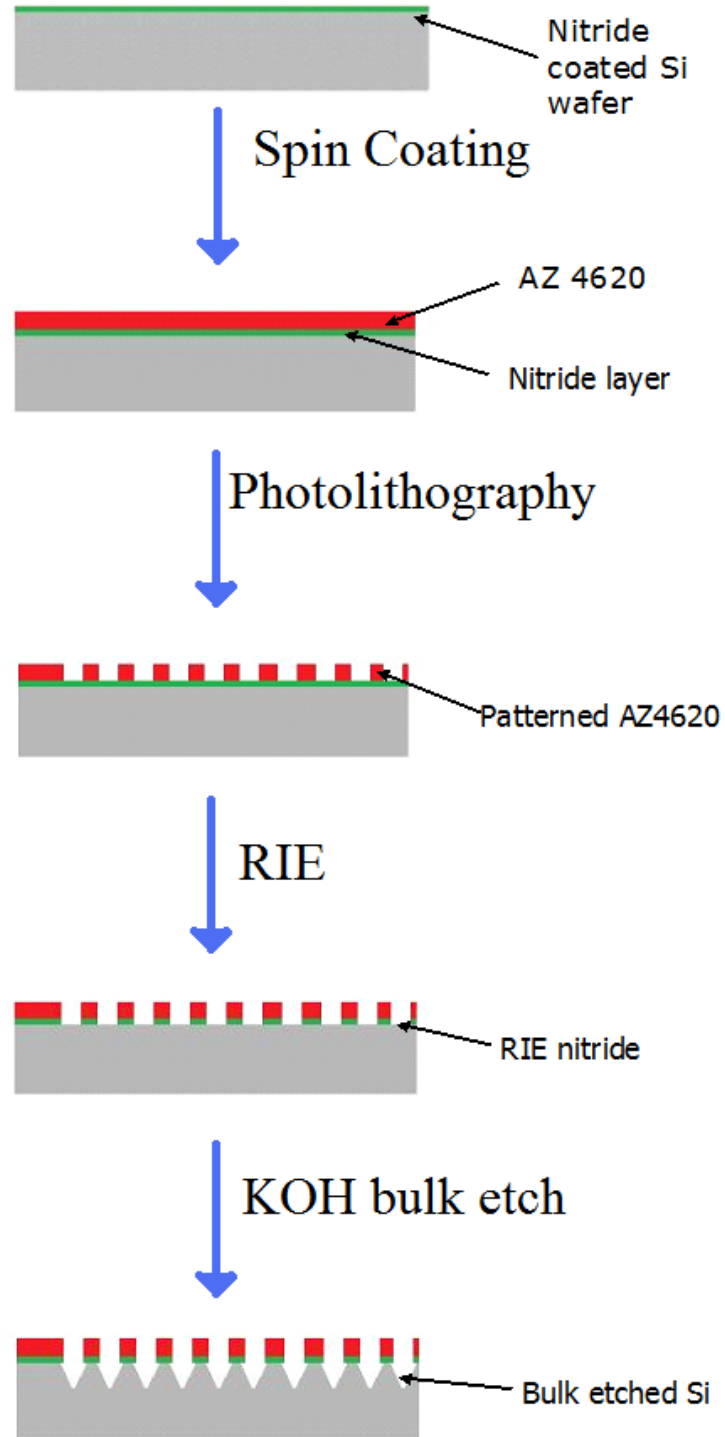 Nitride
coated Si
wafer
Spin Coating
AZ 4620
Nitride layer
Photolithography
Patterned AZ4620
RIE
RIE nitride
KOH bulk etch
Bulk etched Si